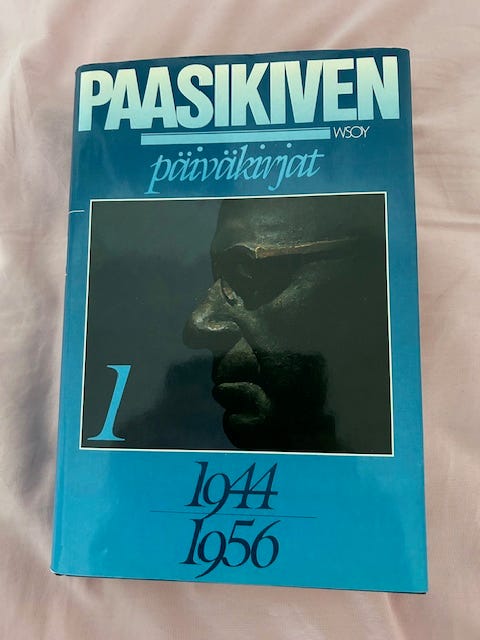 PAASIKIVEN
WSOY
päiväkirjat
1
1944
1956